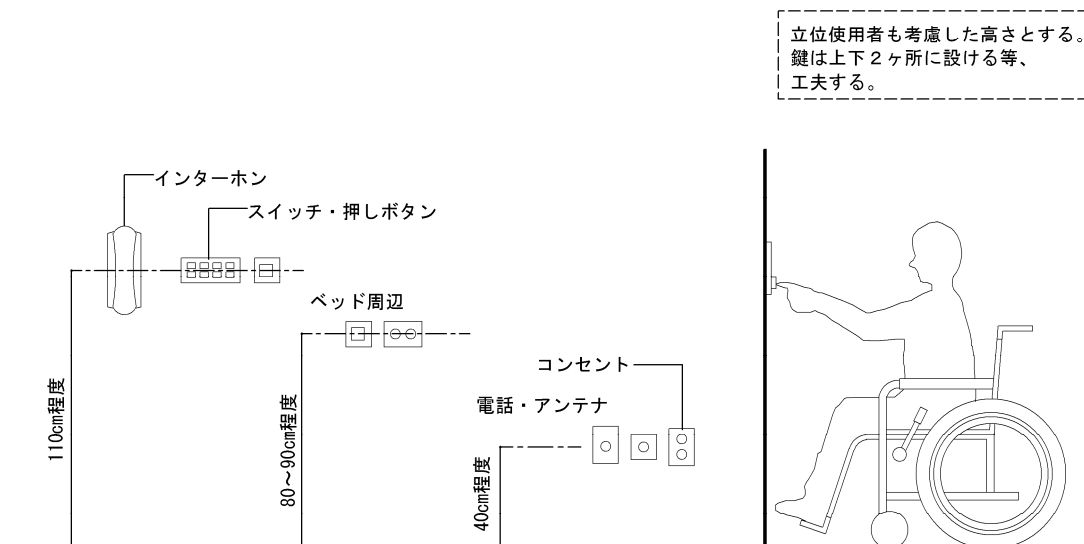 立位使用者も考慮した高さとする。
鍵は上下２ヶ所に設ける等、
工夫する。
インターホン
スイッチ・押しボタン
ベッド周辺
コンセント
電話・アンテナ
110cm程度
80～90cm程度
40cm程度